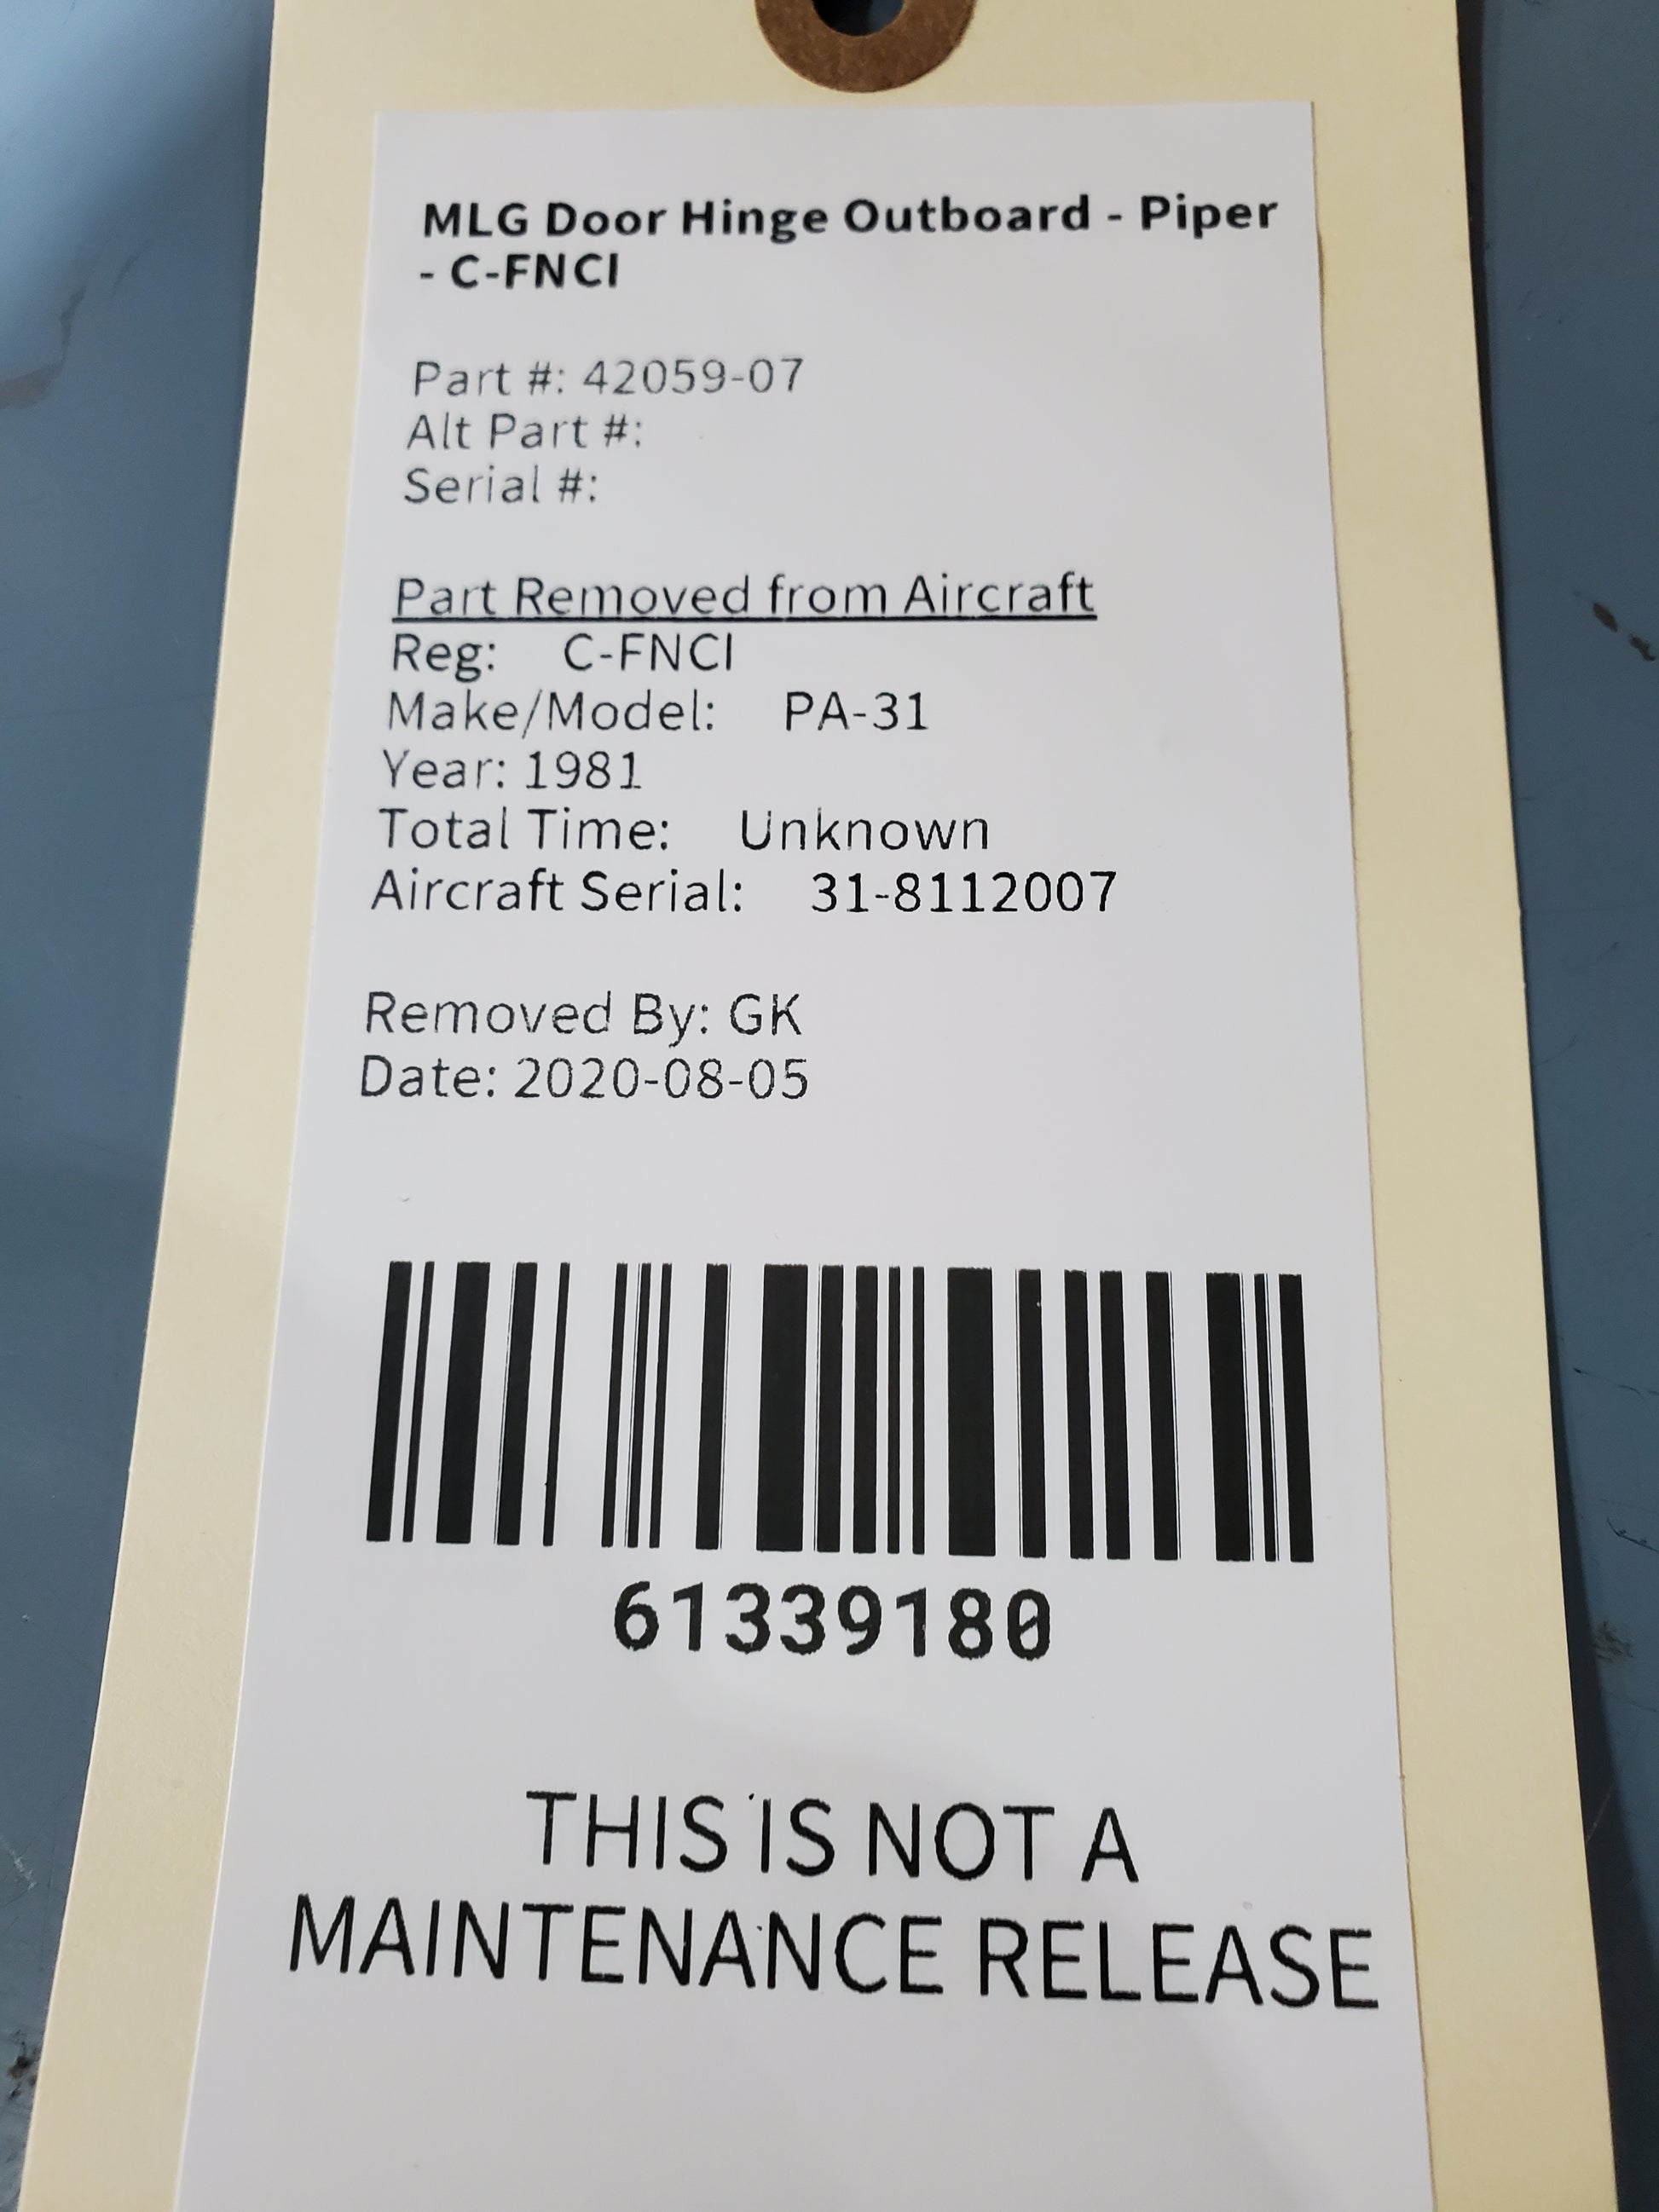 MLG Door Hinge Outboard - Piper
- C-FNCI
Part #: 42059-07
Alt Part #:
Serial #:
Part Removed from Aircraft
Reg: C-FNCI
Make/Model: PA-31
Year: 1981
Total Time: Unknown
Aircraft Serial: 31-8112007
Removed By: GK
Date: 2020-08-05
61339180
THIS IS NOT A
MAINTENANCE RELEASE